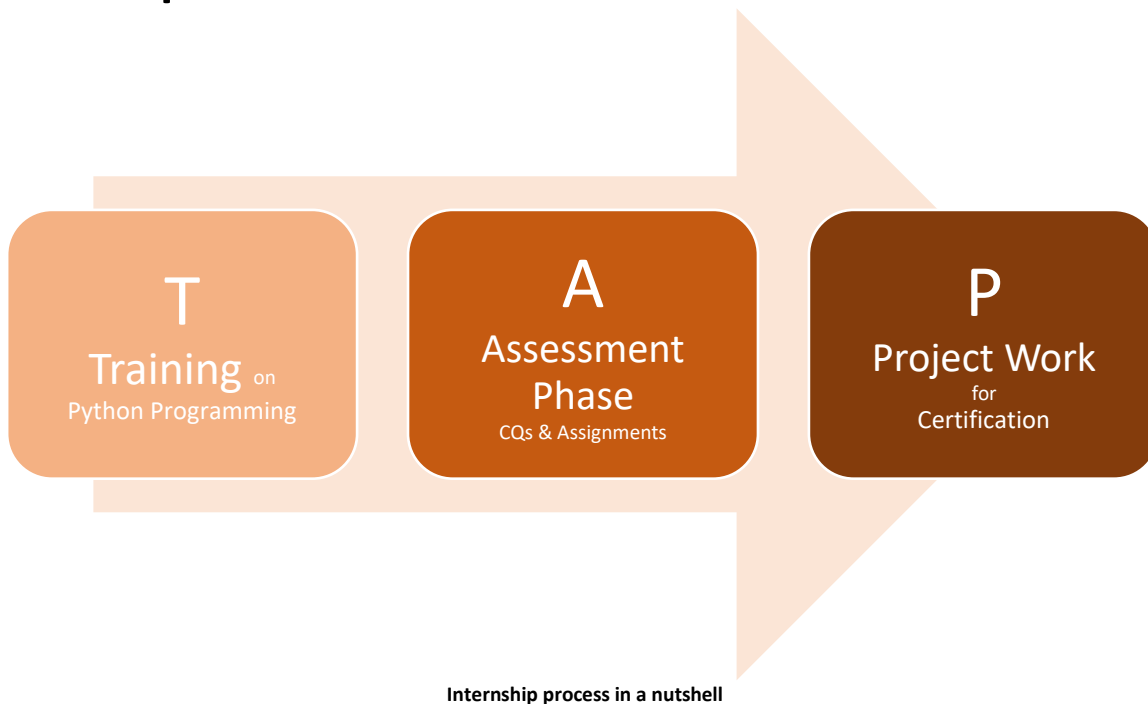 T
Training on
Python Programming
A
Assessment
Phase
CQs & Assignments
P
Project Work
for
Certification
Internship process in a nutshell